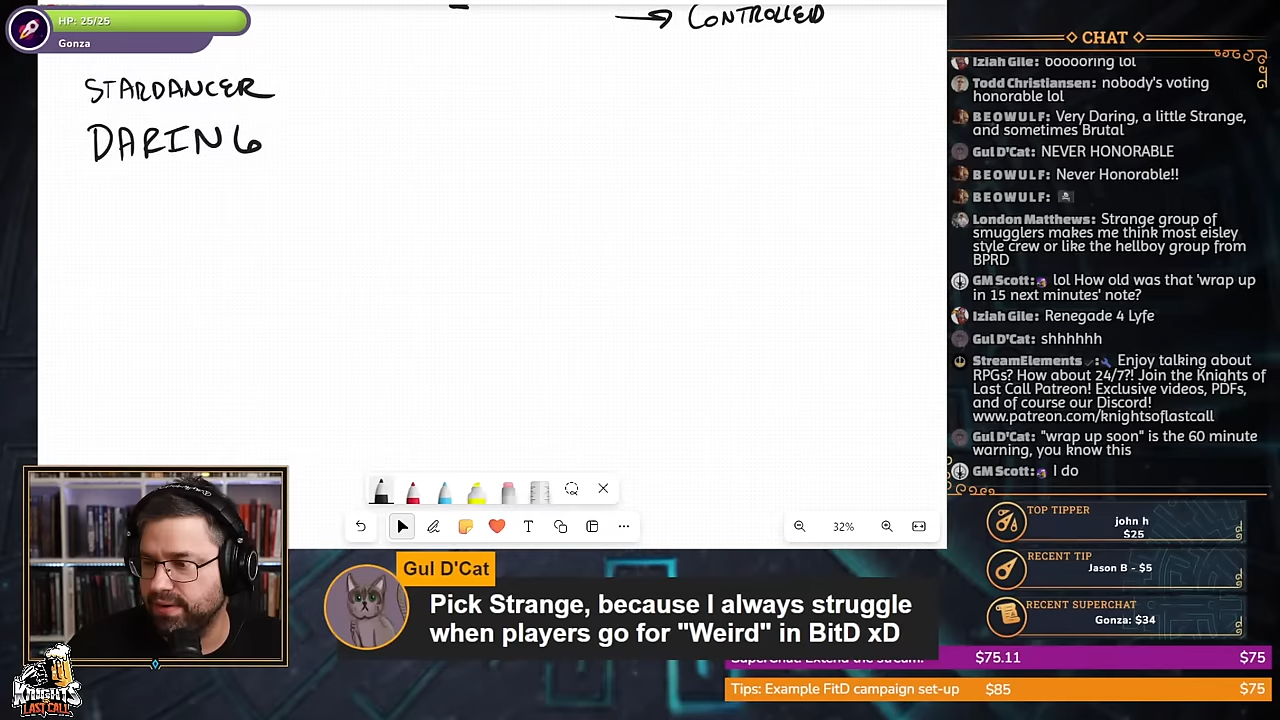 HP: 25/25
Gonza
→ CONTROLLED
STARDANCER
DARING
CHAT
Iziah Gile: boooooring lol
Todd Christiansen: nobody's voting
honorable lol
BEOWULF: Very Daring, a little Strange,
and sometimes Brutal
Gul D'Cat: NEVER HONORABLE
BEOWULF: Never Honorable!!
BEOWULF:
London Matthews: Strange group of
smugglers makes me think most eisley
style crew or like the hellboy group from
BPRD
GM Scott: lol How old was that 'wrap up
in 15 next minutes' note?
Iziah Gile: Renegade 4 Lyfe
Gul D'Cat: shhhhhh
StreamElements : Enjoy talking about
RPGs? How about 24/7?! Join the Knights of
Last Call Patreon! Exclusive videos, PDFs,
and of course our Discord!
www.patreon.com/knightsoflastcall
Gul D'Cat: "wrap up soon" is the 60 minute
warning, you know this
GM Scott: I do
32%
TOP TIPPER
john h
$25
RECENT TIP
Jason B - $5
RECENT SUPERCHAT
Gonza: $34
Gul D'Cat
Pick Strange, because I always struggle
when players go for "Weird" in BitD xD
SuperChat: Extend the stream! $75.11 $75
Tips: Example FitD campaign set-up $85 $75
KNIGHTS
OF LAST CALL